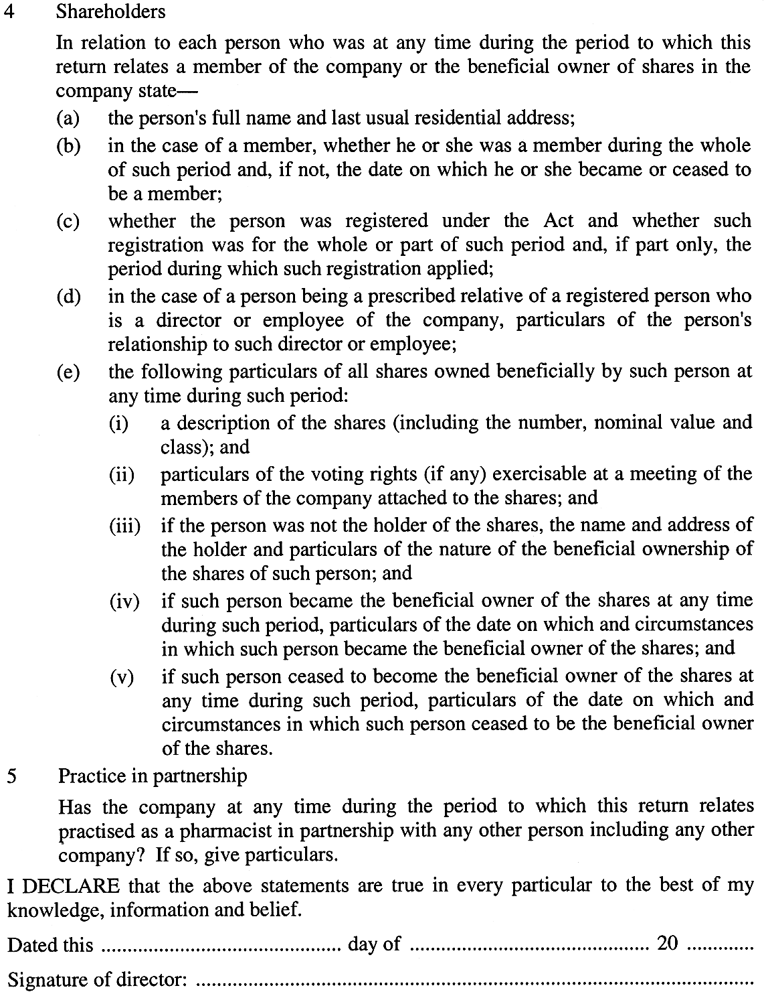 4 Shareholders
In relation to each person who was at any time during the period to which this
return relates a member of the company or the beneficial owner of shares in the
company state—
(a) the person's full name and last usual residential address;
(b) in the case of a member, whether he or she was a member during the whole
of such period and, if not, the date on which he or she became or ceased to
be a member;
(c) whether the person was registered under the Act and whether such
registration was for the whole or part of such period and, if part only, the
period during which such registration applied;
(d) in the case of a person being a prescribed relative of a registered person who
is a director or employee of the company, particulars of the person's
relationship to such director or employee;
(e) the following particulars of all shares owned beneficially by such person at
any time during such period:
(i) a description of the shares (including the number, nominal value and
class); and
(ii) particulars of the voting rights (if any) exercisable at a meeting of the
members of the company attached to the shares; and
(iii) if the person was not the holder of the shares, the name and address of
the holder and particulars of the nature of the beneficial ownership of
the shares of such person; and
(iv) if such person became the beneficial owner of the shares at any time
during such period, particulars of the date on which and circumstances
in which such person became the beneficial owner of the shares; and
(v) if such person ceased to become the beneficial owner of the shares at
any time during such period, particulars of the date on which and
circumstances in which such person ceased to be the beneficial owner
of the shares.
5 Practice in partnership
Has the company at any time during the period to which this return relates
practised as a pharmacist in partnership with any other person including any other
company? If so, give particulars.
I DECLARE that the above statements are true in every particular to the best of my
knowledge, information and belief.
Dated this .............................................. day of .............................................. 20 .............
Signature of director: ...........................................................................................................